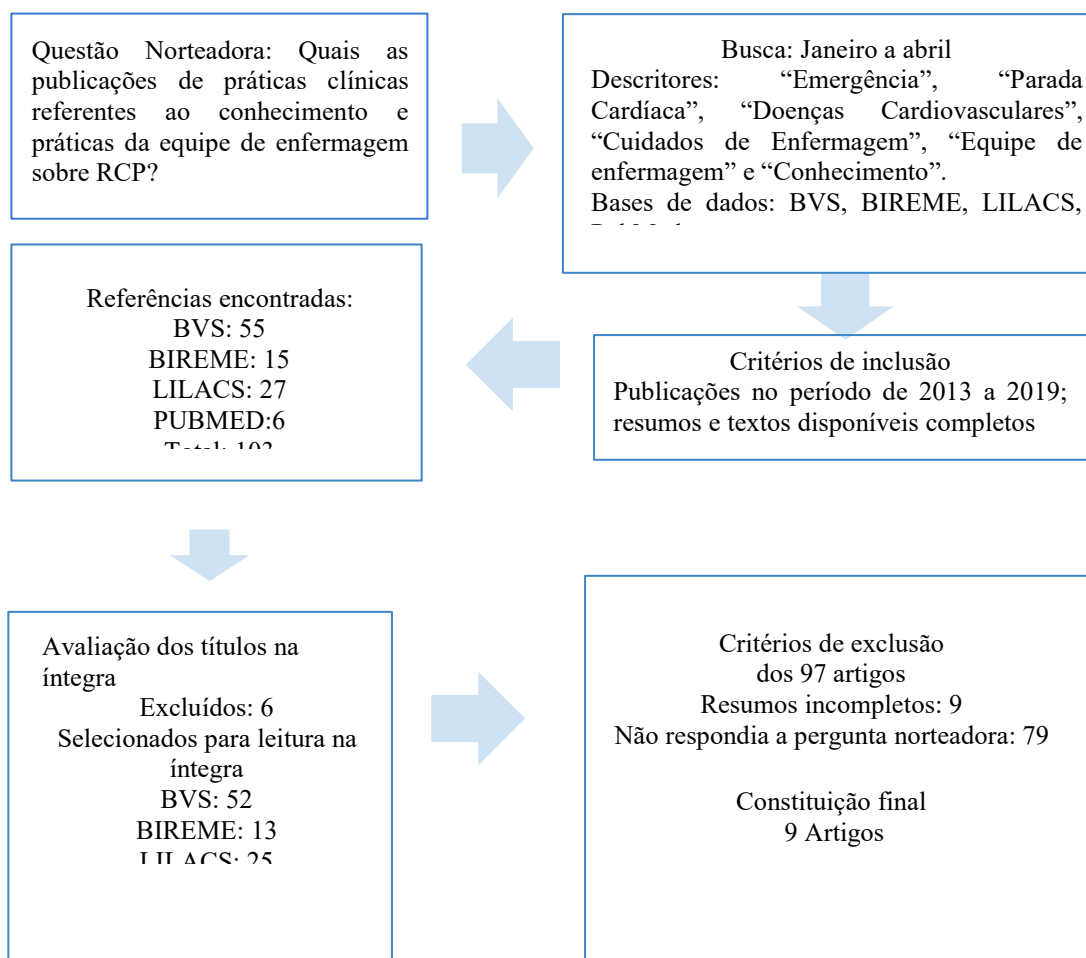 Questão Norteadora: Quais as
publicações de práticas clínicas
referentes ao conhecimento e
práticas da equipe de enfermagem
sobre RCP?
Busca: Janeiro a abril
Descritores: “Emergência”, “Parada
Cardíaca”, “Doenças Cardiovasculares”,
“Cuidados de Enfermagem”, “Equipe de
enfermagem” e “Conhecimento”.
Bases de dados: BVS, BIREME, LILACS,
Critérios de inclusão
Publicações no período de 2013 a 2019;
resumos e textos disponíveis completos
Referências encontradas:
BVS: 55
BIREME: 15
LILACS: 27
PUBMED:6
Total: 103
Avaliação dos títulos na
íntegra
Excluídos: 6
Selecionados para leitura na
íntegra
BVS: 52
BIREME: 13
LILACS: 25
Critérios de exclusão
dos 97 artigos
Resumos incompletos: 9
Não respondia a pergunta norteadora: 79
Constituição final
9 Artigos